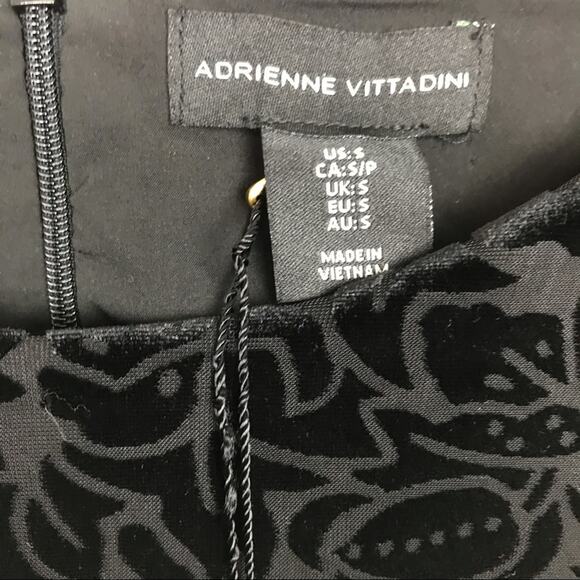 ADRIENNE VITTADINI
US:S
CA:S/P
UK:S
EU:S
AU:S
MADE IN
VIETNAM